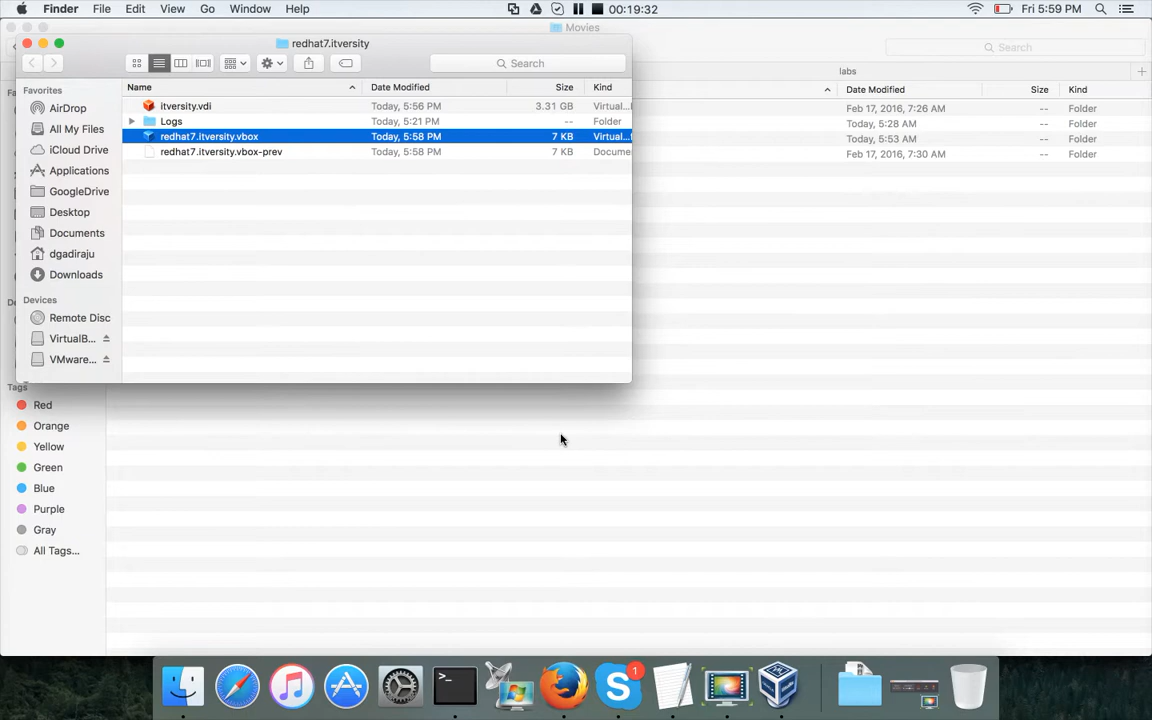 Finder File Edit View Go Window Help 00:19:32 Fri 5:59 PM
Movies
redhat7.itversity
Search
Search
labs
Favorites
AirDrop
All My Files
iCloud Drive
Applications
GoogleDrive
Desktop
Documents
dgadiraju
Downloads
Devices
Remote Disc
VirtualB...
VMware...
Name Date Modified Size Kind
itversity.vdi Today, 5:56 PM 3.31 GB Virtual...
Logs Today, 5:21 PM -- Folder
redhat7.itversity.vbox Today, 5:58 PM 7 KB Virtual...
redhat7.itversity.vbox-prev Today, 5:58 PM 7 KB Docume
Date Modified Size Kind
Feb 17, 2016, 7:26 AM -- Folder
Today, 5:28 AM -- Folder
Today, 5:53 AM -- Folder
Feb 17, 2016, 7:30 AM -- Folder
Tags
Red
Orange
Yellow
Green
Blue
Purple
Gray
All Tags...
1